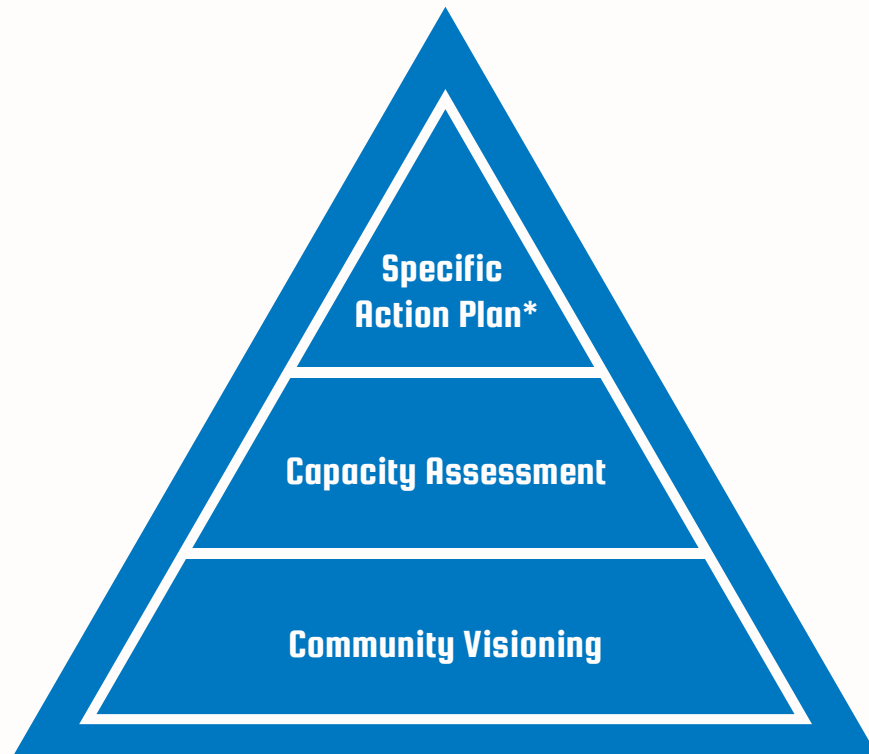 Specific
Action Plan*
Capacity Assessment
Community Visioning